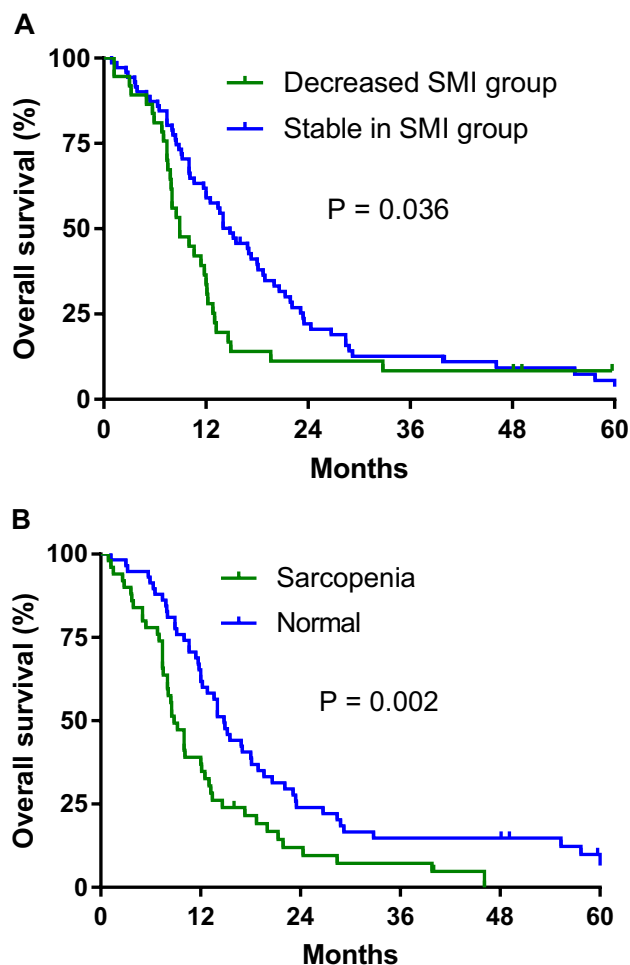 A
Overall survival (%)
100
75
50
25
0
Decreased SMI group
Stable in SMI group
P = 0.036
0 12 24 36 48 60
Months
B
Overall survival (%)
100
75
50
25
0
Sarcopenia
Normal
P = 0.002
0 12 24 36 48 60
Months